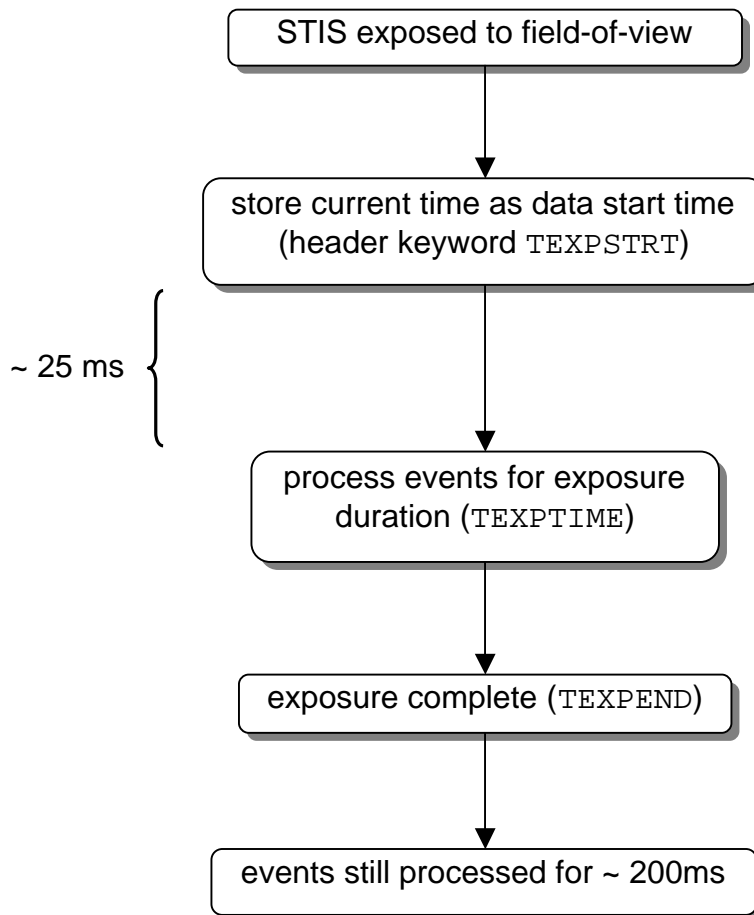 STIS exposed to field-of-view
store current time as data start time
(header keyword TEXPSTRT)
~ 25 ms
process events for exposure
duration (TEXPTIME)
exposure complete (TEXPEND)
events still processed for ~ 200ms